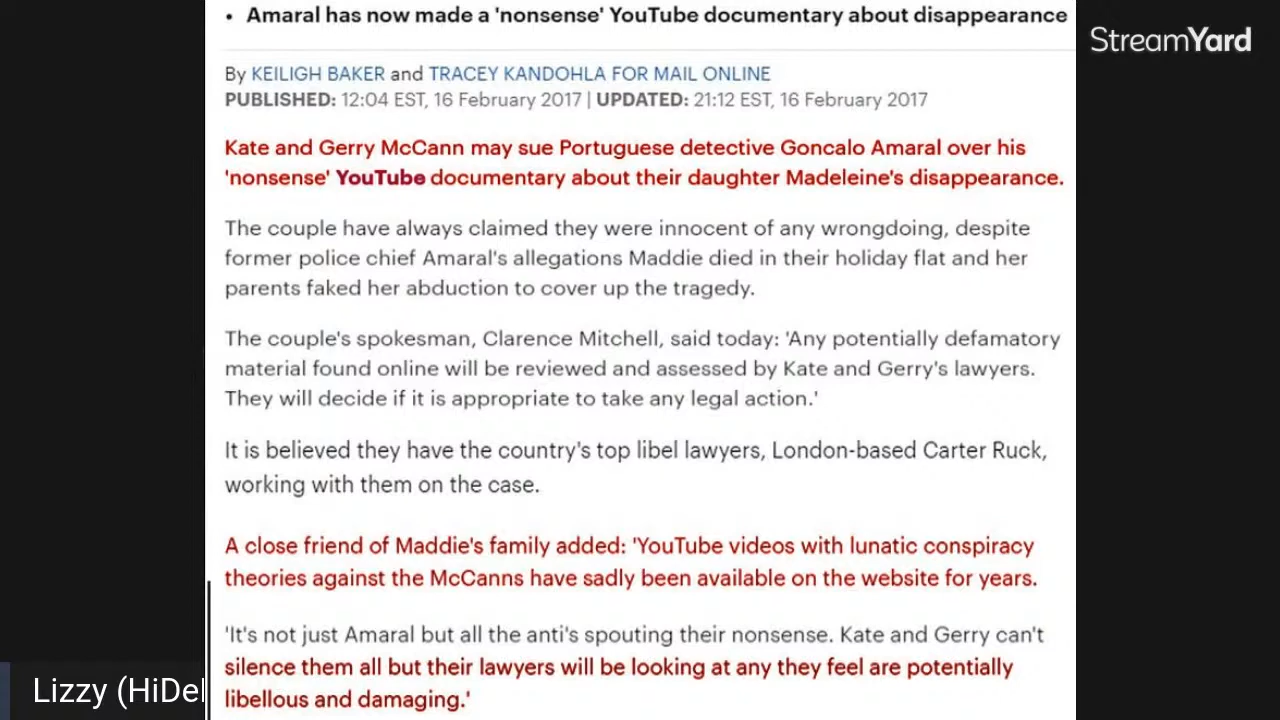 • Amaral has now made a 'nonsense' YouTube documentary about disappearance
StreamYard
By KEILIGH BAKER and TRACEY KANDOHLA FOR MAIL ONLINE
PUBLISHED: 12:04 EST, 16 February 2017 | UPDATED: 21:12 EST, 16 February 2017
Kate and Gerry McCann may sue Portuguese detective Goncalo Amaral over his
'nonsense' YouTube documentary about their daughter Madeleine's disappearance.
The couple have always claimed they were innocent of any wrongdoing, despite
former police chief Amaral's allegations Maddie died in their holiday flat and her
parents faked her abduction to cover up the tragedy.
The couple's spokesman, Clarence Mitchell, said today: 'Any potentially defamatory
material found online will be reviewed and assessed by Kate and Gerry's lawyers.
They will decide if it is appropriate to take any legal action.'
It is believed they have the country's top libel lawyers, London-based Carter Ruck,
working with them on the case.
A close friend of Maddie's family added: 'YouTube videos with lunatic conspiracy
theories against the McCanns have sadly been available on the website for years.
'It's not just Amaral but all the anti's spouting their nonsense. Kate and Gerry can't
silence them all but their lawyers will be looking at any they feel are potentially
libellous and damaging.'
Lizzy (HiDel